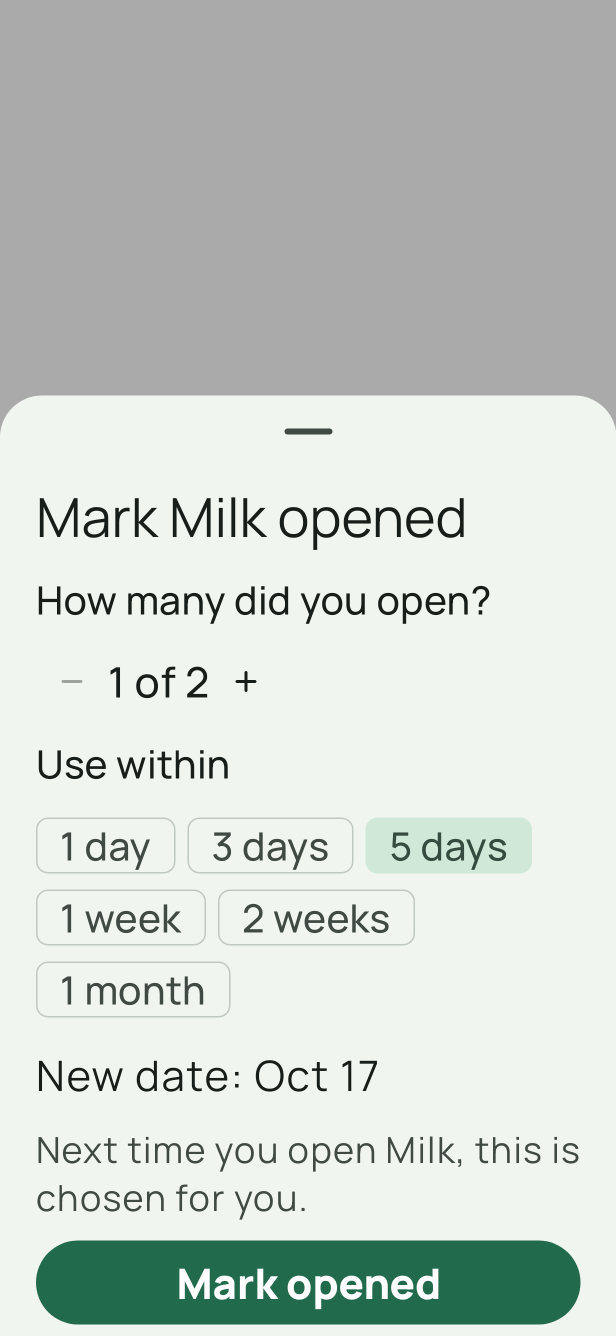 Mark Milk opened
How many did you open?
− 1 of 2 +
Use within
1 day 3 days 5 days
1 week 2 weeks
1 month
New date: Oct 17
Next time you open Milk, this is
chosen for you.
Mark opened